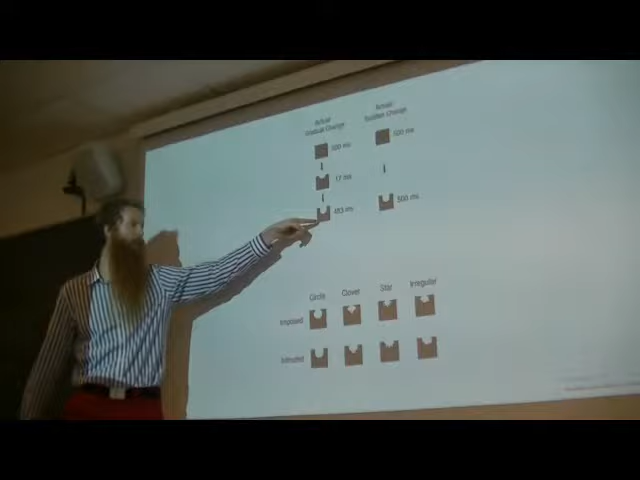 Actual
Gradual Change
Actual
Sudden Change
500 ms
500 ms
17 ms
483 ms
500 ms
Circle
Clover
Star
Irregular
Imposed
Intruded